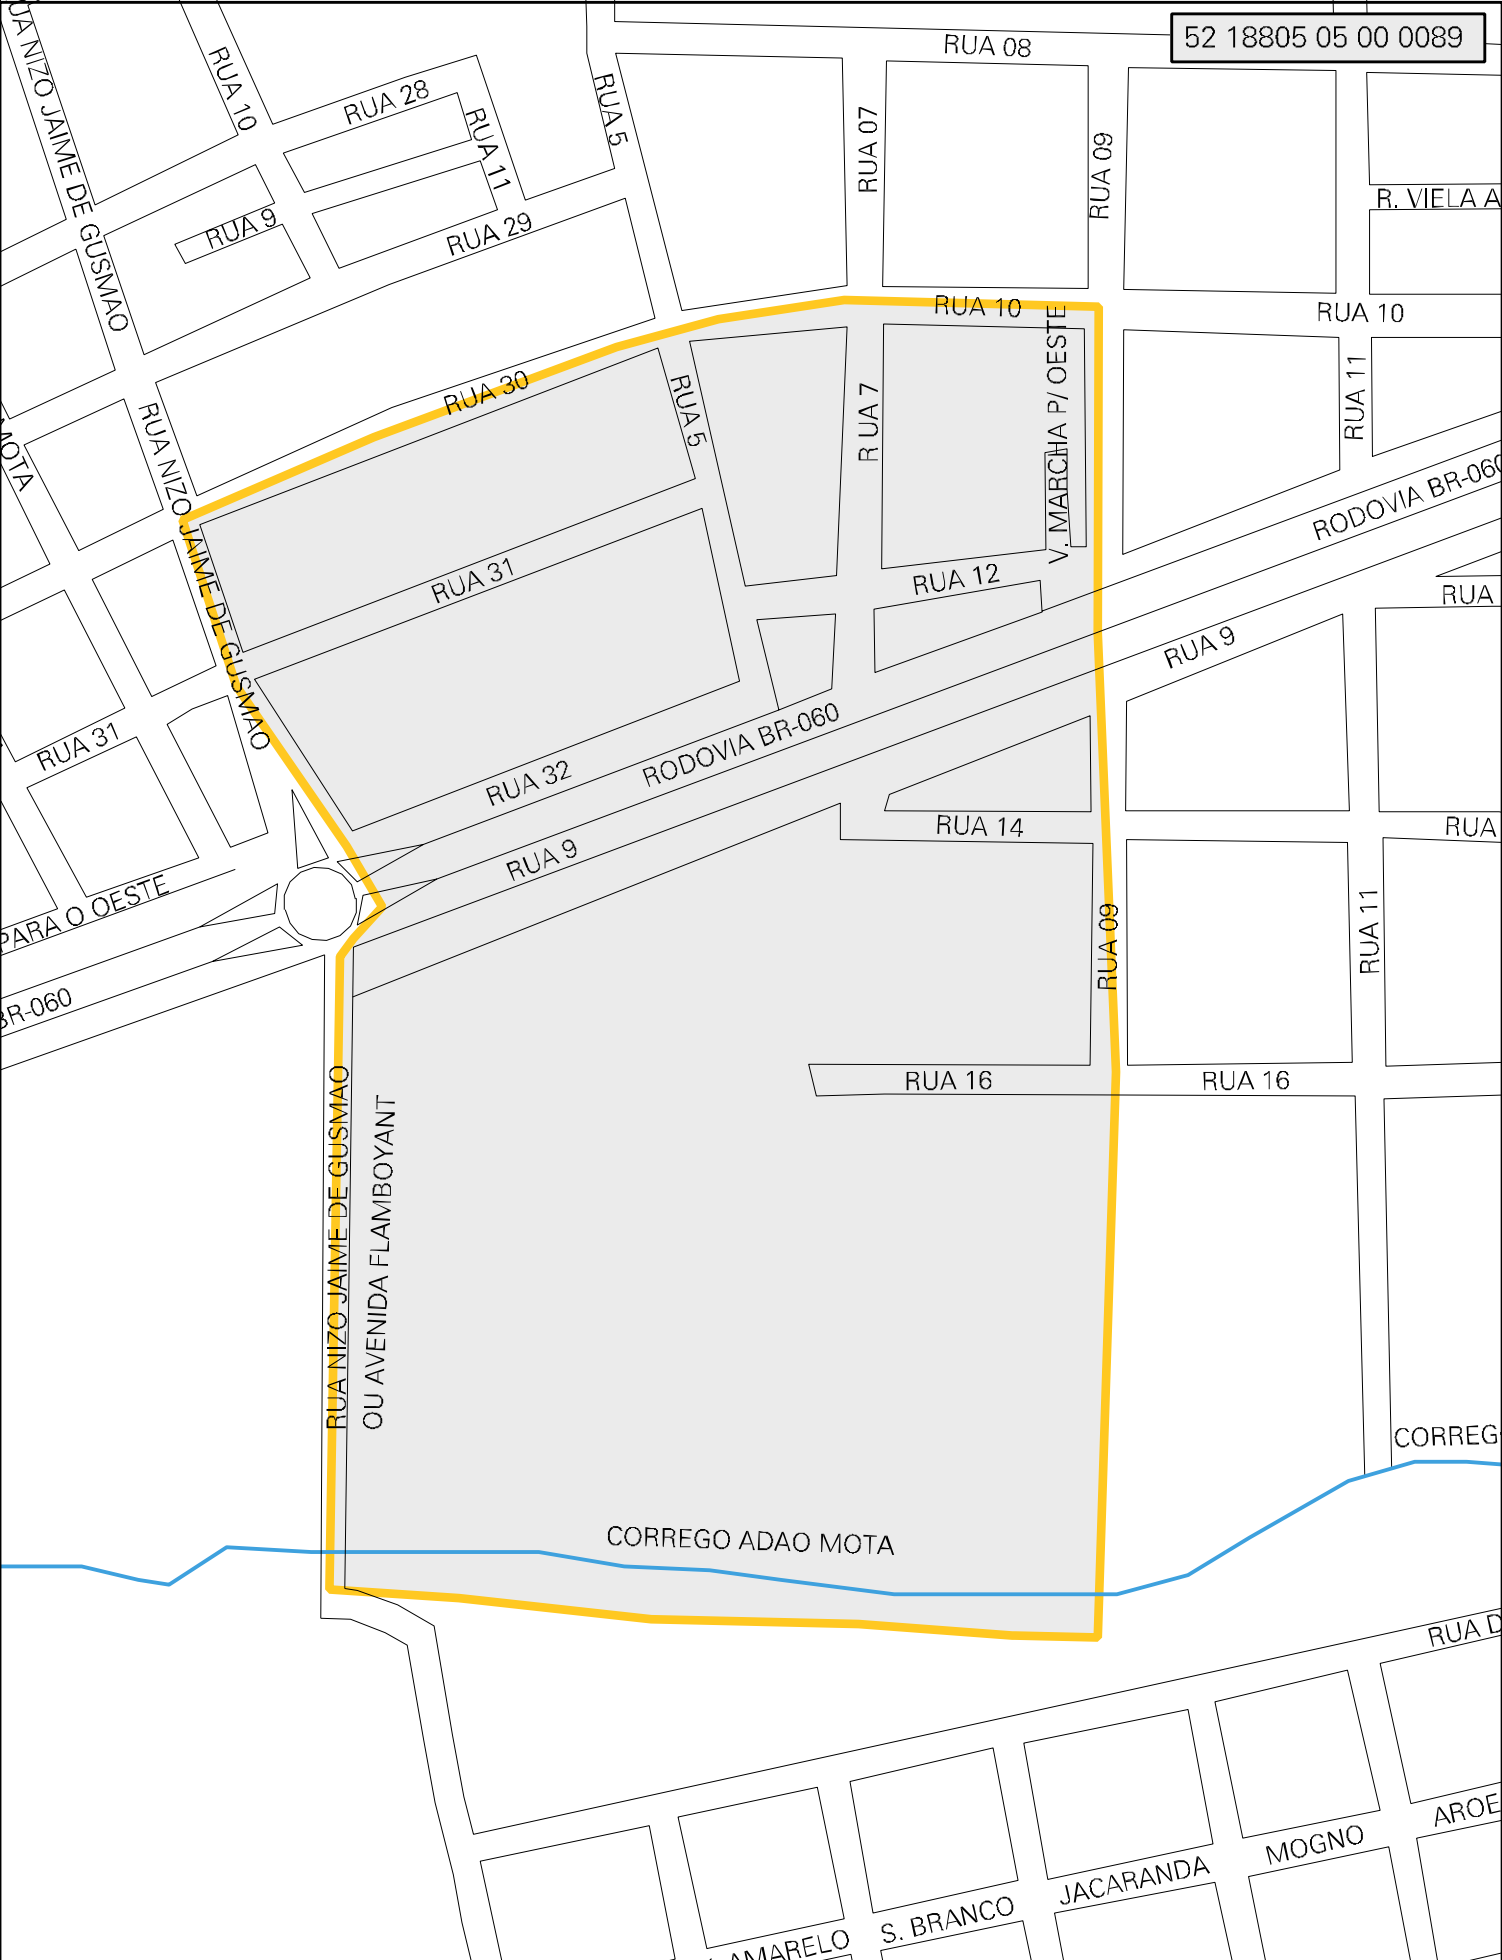 52 18805 05 00 0089
RUA 08
RUA NIZO JAIME DE GUSMAO
RUA 10
RUA 28
RUA 11
RUA 5
RUA 07
RUA 09
R. VIELA A
RUA 9
RUA 29
RUA 10
RUA 10
V. MARCHA P/ OESTE
RUA 30
RUA 5
R UA 7
RUA 11
MOTA
RUA NIZO JAIME DE GUSMAO
RODOVIA BR-060
RUA 31
RUA 12
RUA
RUA 9
RUA 31
RUA 32
RODOVIA BR-060
RUA 14
RUA
RUA 9
PARA O OESTE
RUA 09
RUA 11
BR-060
RUA 16
RUA 16
RUA NIZO JAIME DE GUSMAO
OU AVENIDA FLAMBOYANT
CORREG
CORREGO ADAO MOTA
RUA D
AROE
MOGNO
JACARANDA
S. BRANCO
AMARELO